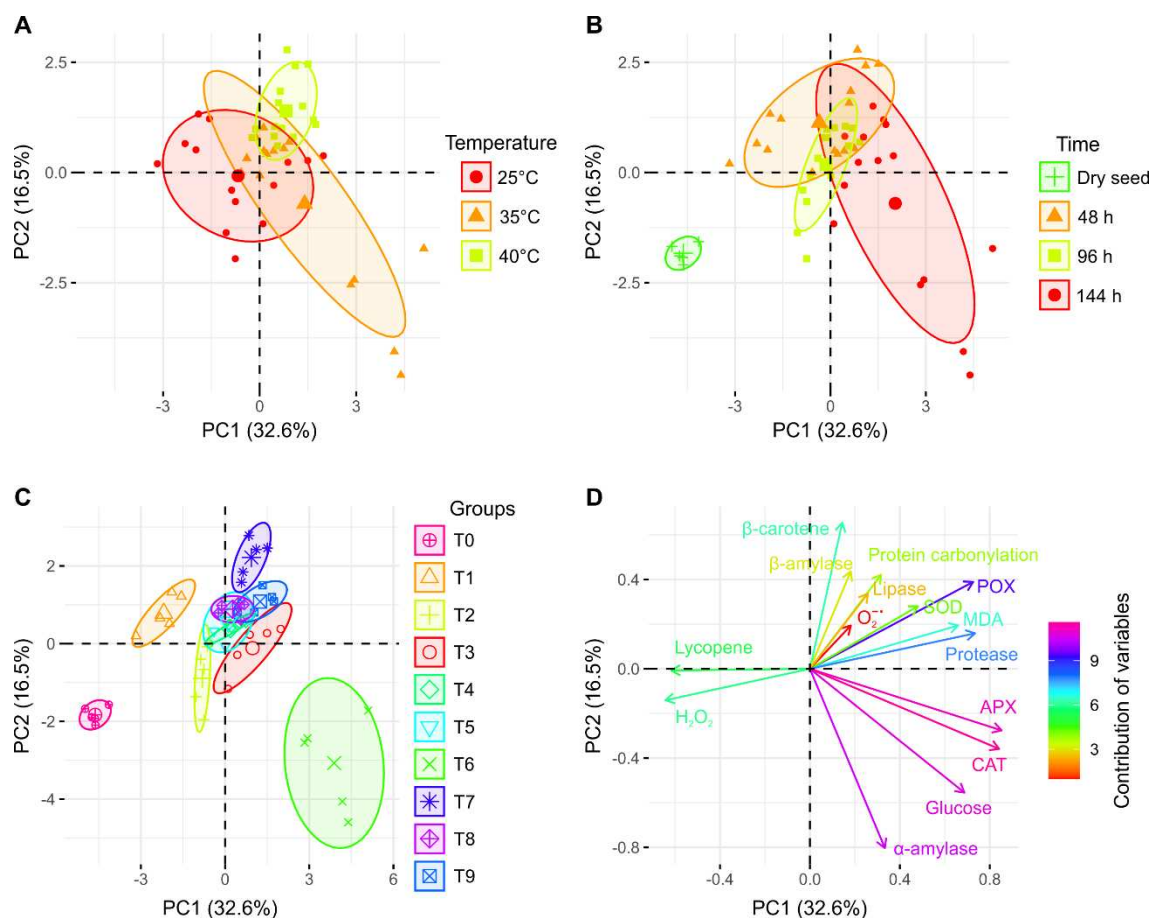 A
2.5
0.0
-2.5
PC2 (16.5%)
-3
0
3
PC1 (32.6%)
Temperature
25°C
35°C
40°C
B
2.5
0.0
-2.5
PC2 (16.5%)
-3
0
3
PC1 (32.6%)
Time
Dry seed
48 h
96 h
144 h
C
2
0
-2
-4
PC2 (16.5%)
-3
0
3
6
PC1 (32.6%)
Groups
T0
T1
T2
T3
T4
T5
T6
T7
T8
T9
D
0.4
0.0
-0.4
-0.8
PC2 (16.5%)
-0.4
0.0
0.4
0.8
PC1 (32.6%)
β-carotene
β-amylase
Protein carbonylation
Lipase
POX
SOD
O₂⁻•
MDA
Protease
Lycopene
H₂O₂
APX
CAT
Glucose
α-amylase
9
6
3
Contribution of variables